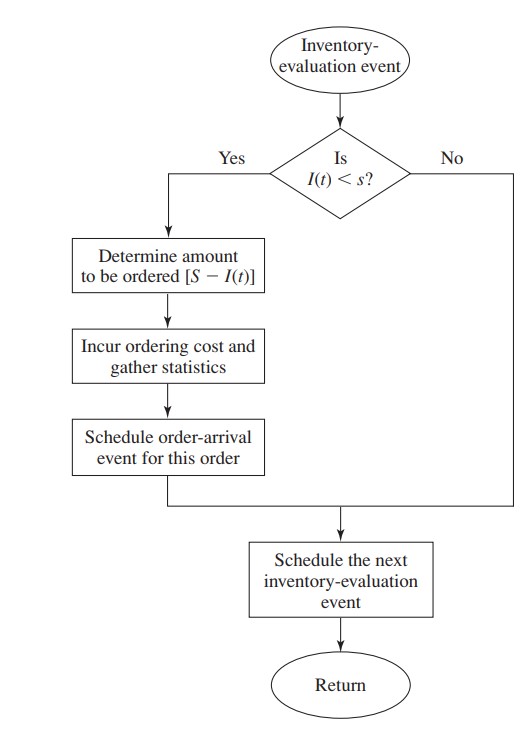 Inventory-
evaluation event
Is
I(t) < s?
Yes
No
Determine amount
to be ordered [S − I(t)]
Incur ordering cost and
gather statistics
Schedule order-arrival
event for this order
Schedule the next
inventory-evaluation
event
Return